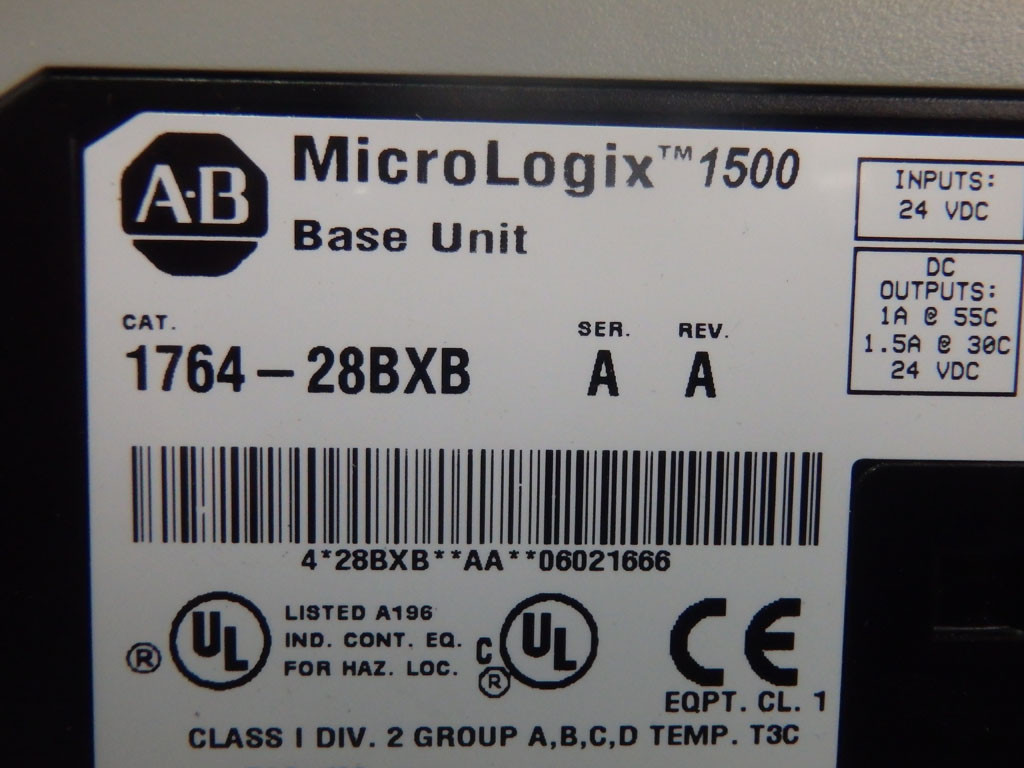 A·B
MicroLogix™ 1500
Base Unit
INPUTS:
24 VDC
DC
OUTPUTS:
1A @ 55C
1.5A @ 30C
24 VDC
CAT.
1764-28BXB
SER.
A
REV.
A
4*28BXB**AA**06021666
® UL
LISTED A196
IND. CONT. EQ.
FOR HAZ. LOC.
C UL ®
CE
EQPT. CL. 1
CLASS I DIV. 2 GROUP A,B,C,D TEMP. T3C